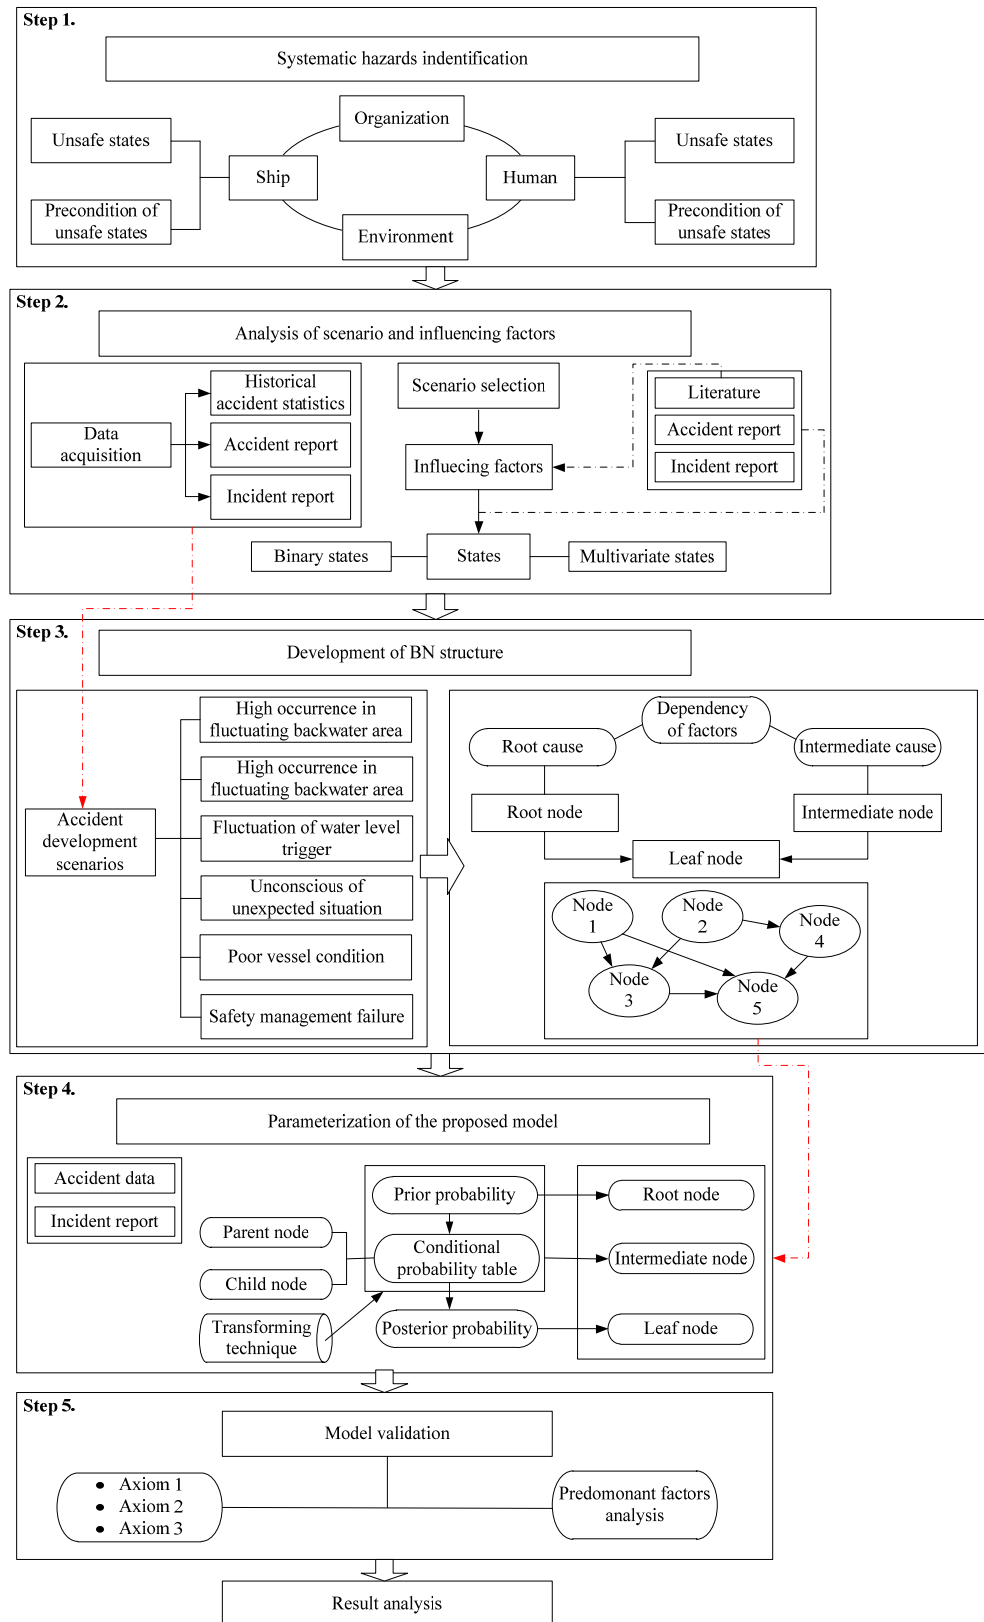 Step 1.
Systematic hazards indentification
Organization
Unsafe states
Unsafe states
Ship
Human
Precondition of
unsafe states
Precondition of
unsafe states
Environment
Step 2.
Analysis of scenario and influencing factors
Historical
accident statistics
Data
acquisition
Accident report
Incident report
Scenario selection
Influecing factors
Literature
Accident report
Incident report
Binary states
States
Multivariate states
Step 3.
Development of BN structure
High occurrence in
fluctuating backwater area
High occurrence in
fluctuating backwater area
Accident
development
scenarios
Fluctuation of water level
trigger
Unconscious of
unexpected situation
Poor vessel condition
Safety management failure
Dependency
of factors
Root cause
Intermediate cause
Root node
Intermediate node
Leaf node
Node
1
Node
2
Node
4
Node
3
Node
5
Step 4.
Parameterization of the proposed model
Accident data
Incident report
Prior probability
Root node
Parent node
Conditional
probability table
Intermediate node
Child node
Transforming
technique
Posterior probability
Leaf node
Step 5.
Model validation
• Axiom 1
• Axiom 2
• Axiom 3
Predomonant factors
analysis
Result analysis